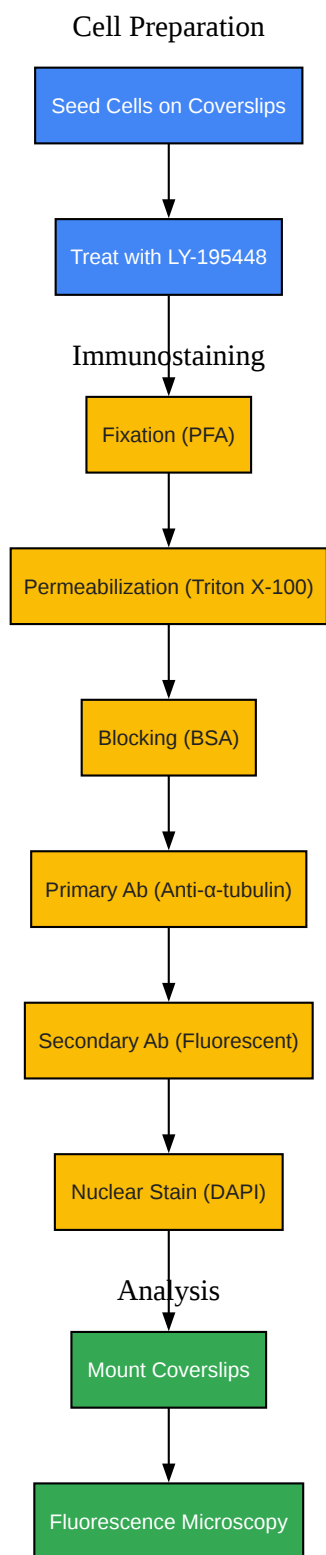 Cell Preparation
Seed Cells on Coverslips
Treat with LY-195448
Immunostaining
Fixation (PFA)
Permeabilization (Triton X-100)
Blocking (BSA)
Primary Ab (Anti-α-tubulin)
Secondary Ab (Fluorescent)
Nuclear Stain (DAPI)
Analysis
Mount Coverslips
Fluorescence Microscopy